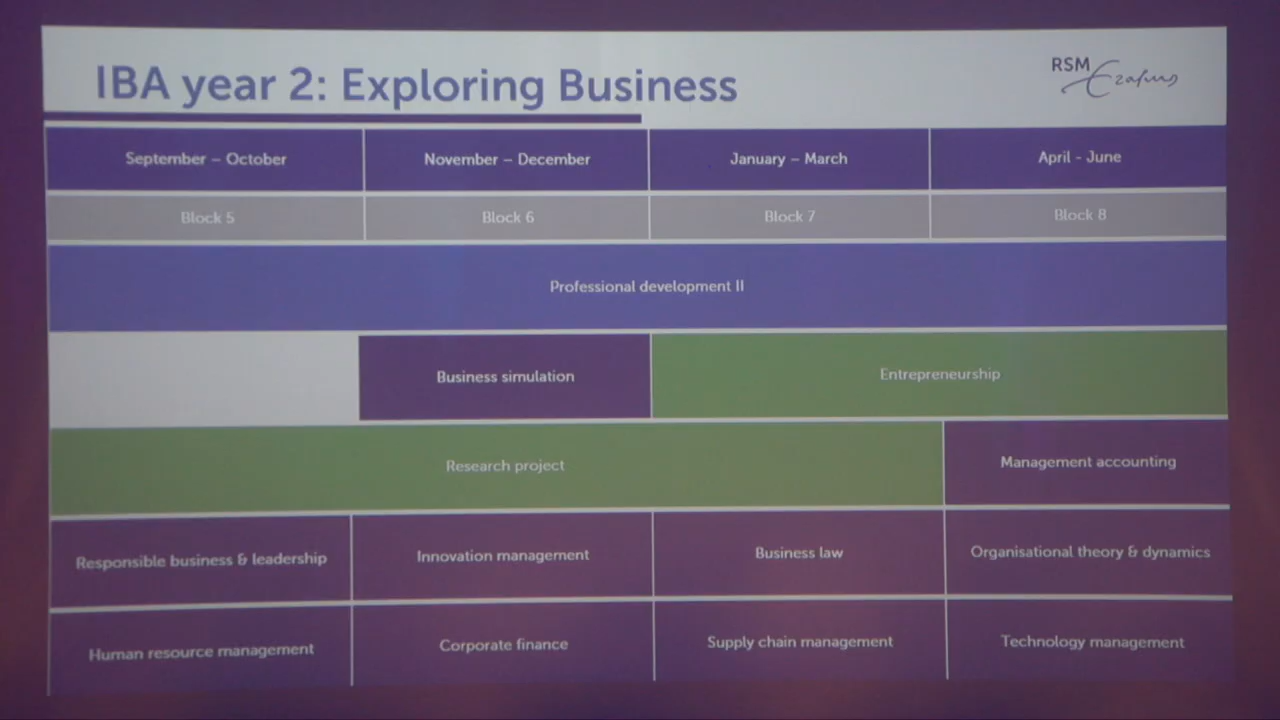 IBA year 2: Exploring Business
RSM
Erasmus
September – October
November – December
January – March
April - June
Block 5
Block 6
Block 7
Block 8
Professional development II
Business simulation
Entrepreneurship
Research project
Management accounting
Responsible business & leadership
Innovation management
Business law
Organisational theory & dynamics
Human resource management
Corporate finance
Supply chain management
Technology management